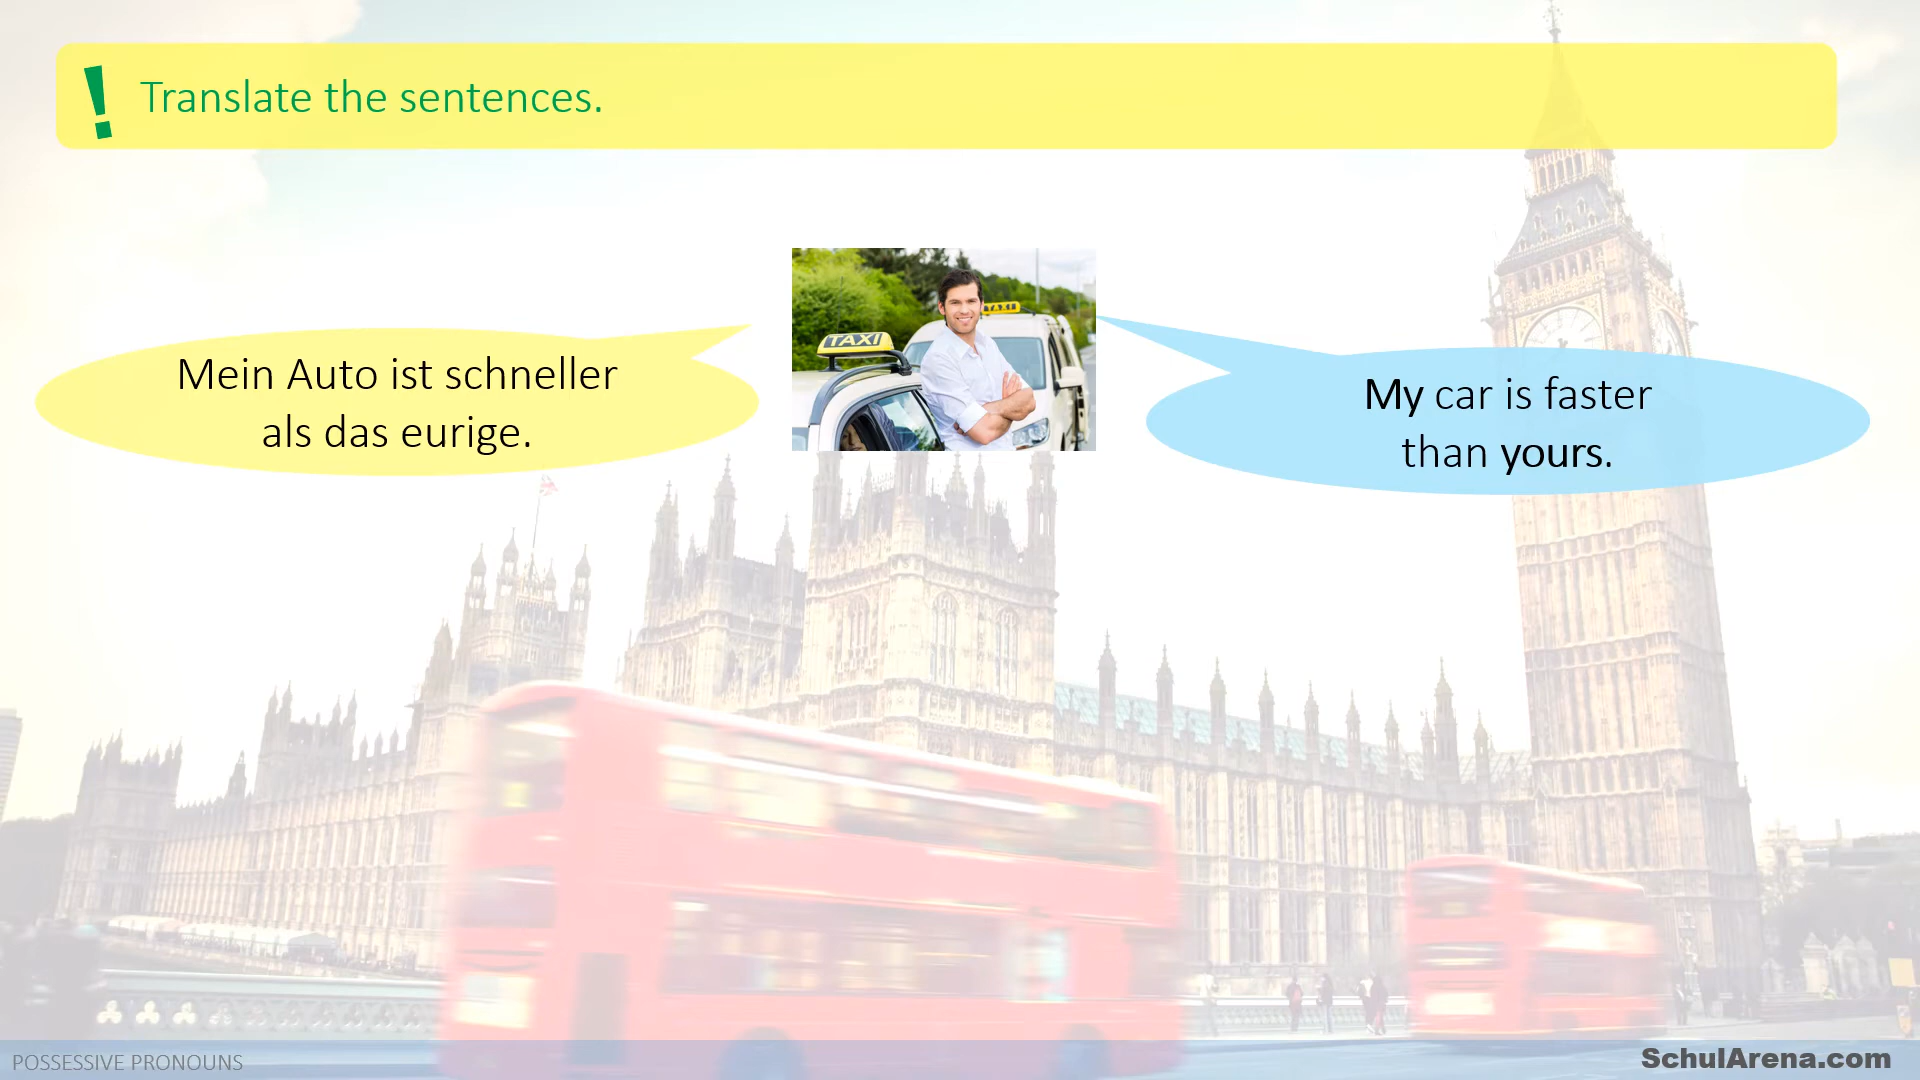 ! Translate the sentences.
TAXI
TAXI
Mein Auto ist schneller
als das eurige.
My car is faster
than yours.
POSSESSIVE PRONOUNS
SchulArena.com